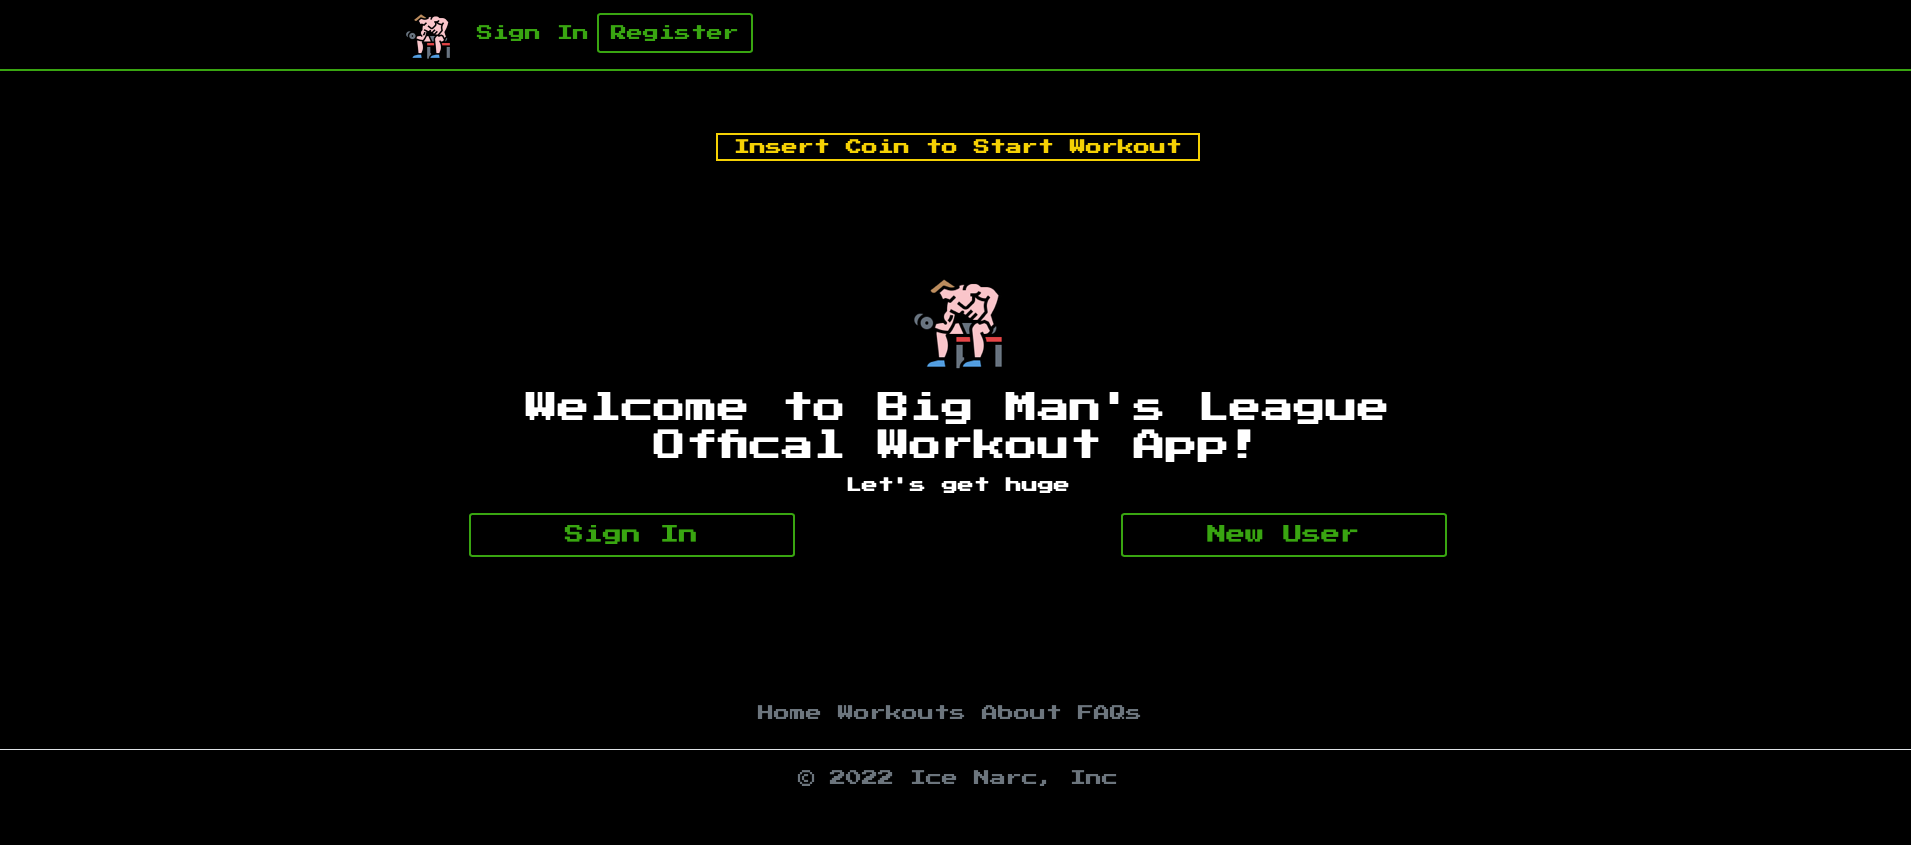 Sign In Register
Insert Coin to Start Workout
Welcome to Big Man's League
Offical Workout App!
Let's get huge
Sign In New User
Home Workouts About FAQs
© 2022 Ice Narc, Inc